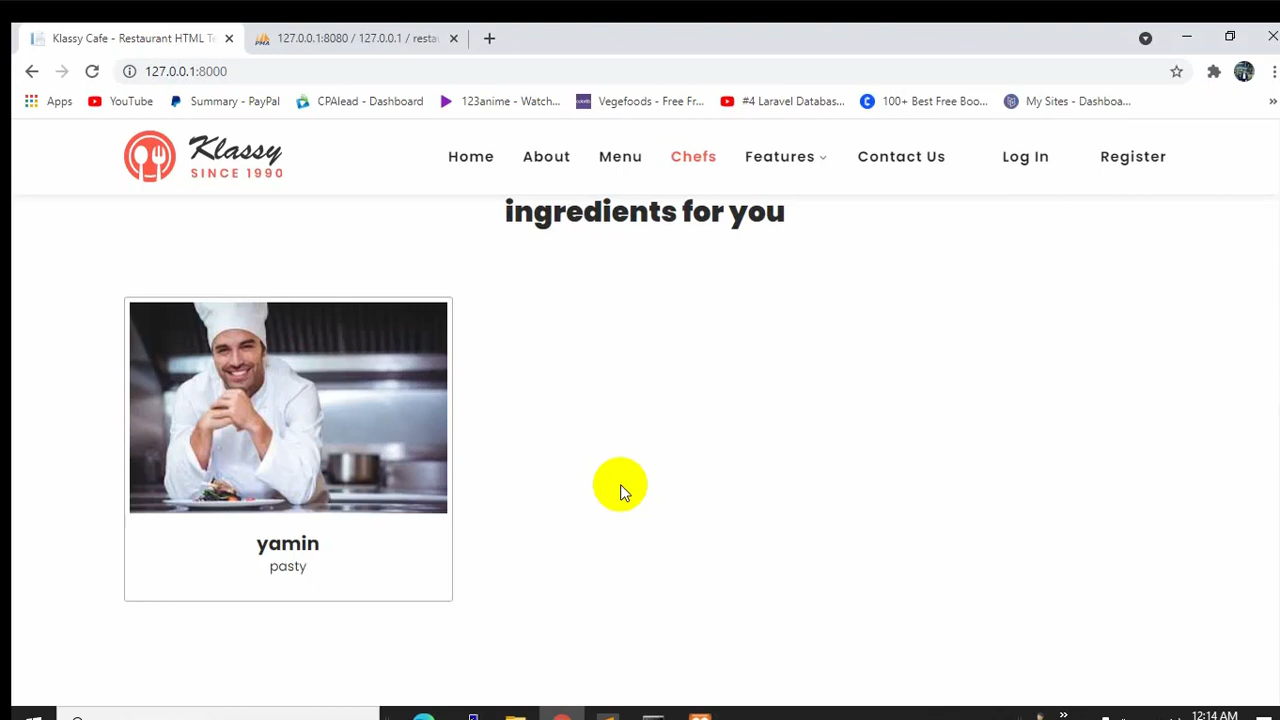 Klassy Cafe - Restaurant HTML Te
127.0.0.1:8080 / 127.0.0.1 / resta
127.0.0.1:8000
Apps YouTube Summary - PayPal CPAlead - Dashboard 123anime - Watch... Vegefoods - Free Fr... #4 Laravel Databas... 100+ Best Free Boo... My Sites - Dashboa...
Klassy
SINCE 1990
Home About Menu Chefs Features Contact Us Log In Register
ingredients for you
yamin
pasty
12:14 AM